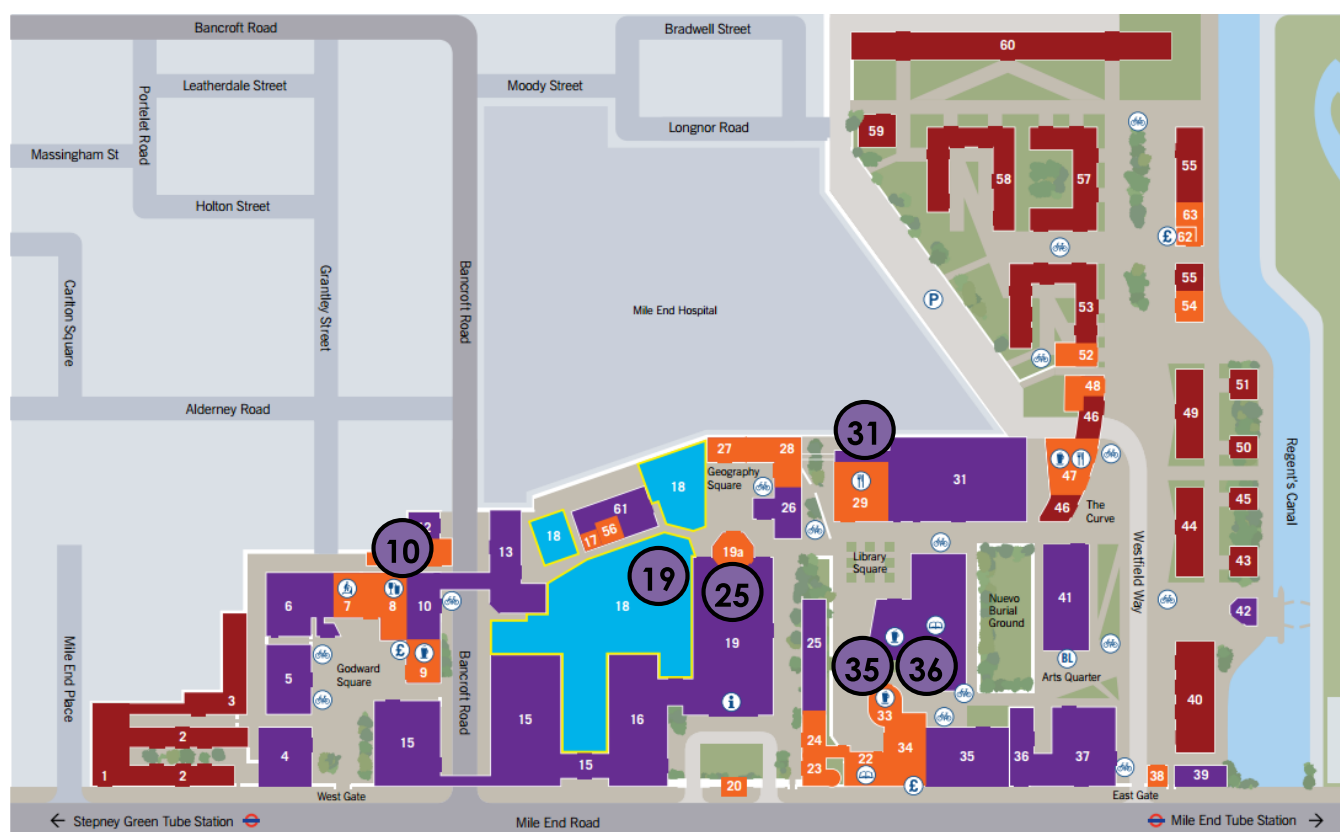 Bancroft Road
Bradwell Street
60
Leatherdale Street
Moody Street
Portelet Road
Longnor Road
59
Massingham St
58
57
55
Holton Street
63
£
62
Carlton Square
Grantley Street
Bancroft Road
Mile End Hospital
P
55
54
53
52
51
49
48
46
Alderney Road
50
Regent's Canal
31
27
28
Geography
Square
18
29
31
47
46
The
Curve
45
44
43
26
61
56
17
18
12
10
13
19a
19
25
Library
Square
Westfield Way
6
7
8
10
18
19
25
Nuevo
Burial
Ground
41
42
£
9
5
Godward
Square
35
36
BL
Arts Quarter
Mile End Place
Bancroft Road
3
i
33
40
2
4
15
15
16
24
34
35
36
37
22
23
15
1
2
20
£
38
39
West Gate
East Gate
← Stepney Green Tube Station
Mile End Road
Mile End Tube Station →